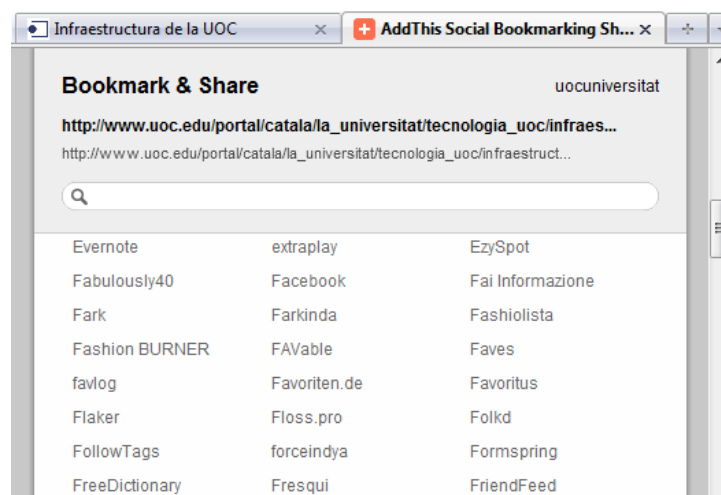 Infraestructura de la UOC
AddThis Social Bookmarking Sh...
Bookmark & Share
uocuniversitat
http://www.uoc.edu/portal/catala/la_universitat/tecnologia_uoc/infraes...
http://www.uoc.edu/portal/catala/la_universitat/tecnologia_uoc/infraestruct...
Evernote extraplay EzySpot
Fabulously40 Facebook Fai Informazione
Fark Farkinda Fashiolista
Fashion BURNER FAVable Faves
favlog Favoriten.de Favoritus
Flaker Floss.pro Folkd
FollowTags forceindya Formspring
FreeDictionary Fresqui FriendFeed